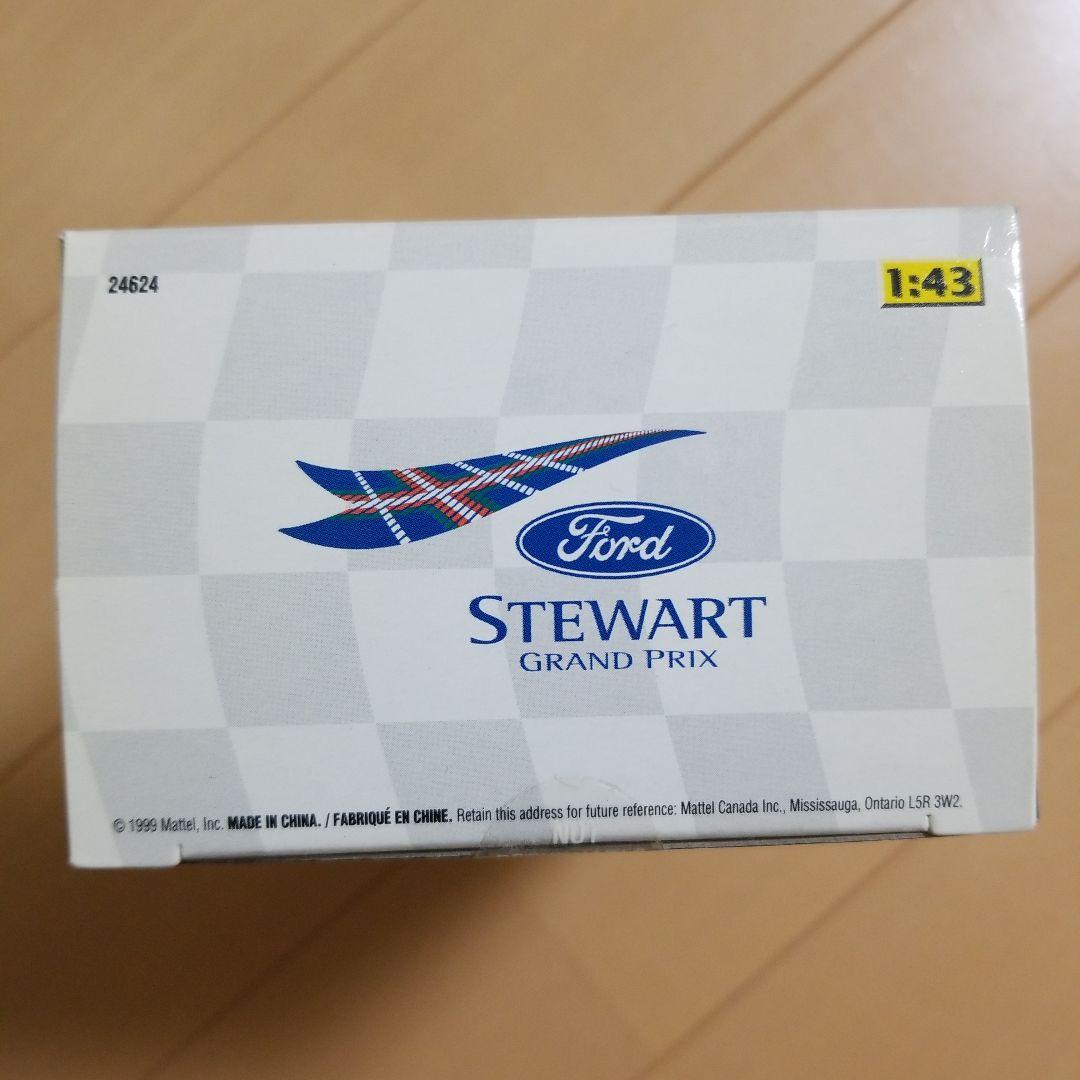 24624
1:43
Ford
STEWART
GRAND PRIX
© 1999 Mattel, Inc. MADE IN CHINA. / FABRIQUÉ EN CHINE. Retain this address for future reference: Mattel Canada Inc., Mississauga, Ontario L5R 3W2.